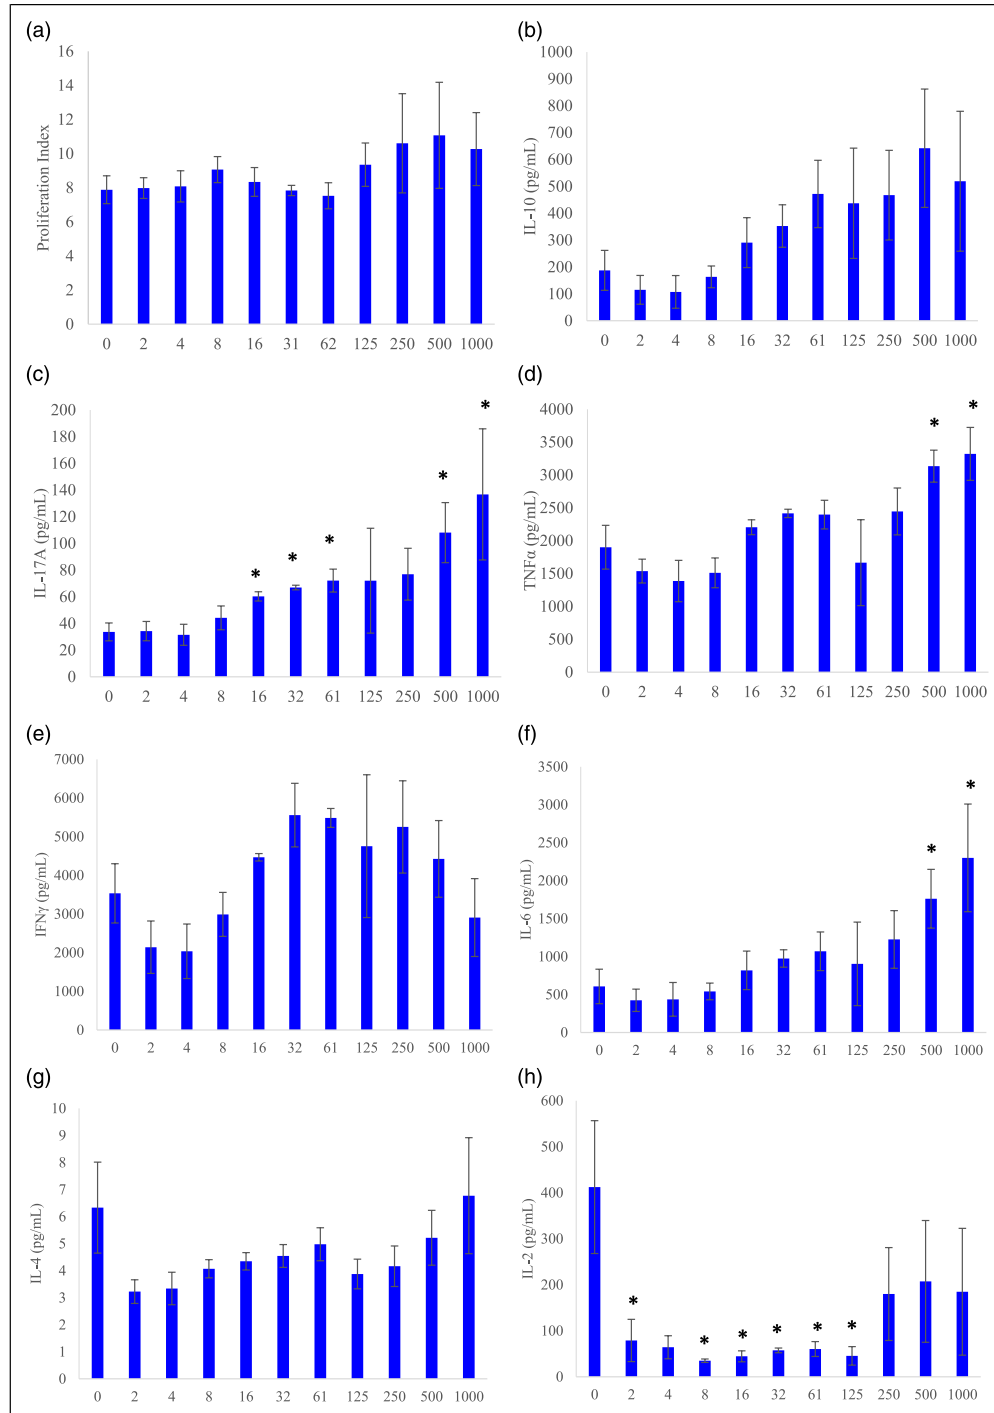 (a)
Proliferation Index
16
14
12
10
8
6
4
2
0
0 2 4 8 16 31 62 125 250 500 1000
(b)
IL-10 (pg/mL)
1000
900
800
700
600
500
400
300
200
100
0
0 2 4 8 16 32 61 125 250 500 1000
(c)
IL-17A (pg/mL)
200
180
160
140
120
100
80
60
40
20
0
* * * * *
0 2 4 8 16 32 61 125 250 500 1000
(d)
TNFα (pg/mL)
4000
3500
3000
2500
2000
1500
1000
500
0
* *
0 2 4 8 16 32 61 125 250 500 1000
(e)
IFNγ (pg/mL)
7000
6000
5000
4000
3000
2000
1000
0
0 2 4 8 16 32 61 125 250 500 1000
(f)
IL-6 (pg/mL)
3500
3000
2500
2000
1500
1000
500
0
* *
0 2 4 8 16 32 61 125 250 500 1000
(g)
IL-4 (pg/mL)
10
9
8
7
6
5
4
3
2
1
0
0 2 4 8 16 32 61 125 250 500 1000
(h)
IL-2 (pg/mL)
600
500
400
300
200
100
0
* * * * * *
0 2 4 8 16 32 61 125 250 500 1000